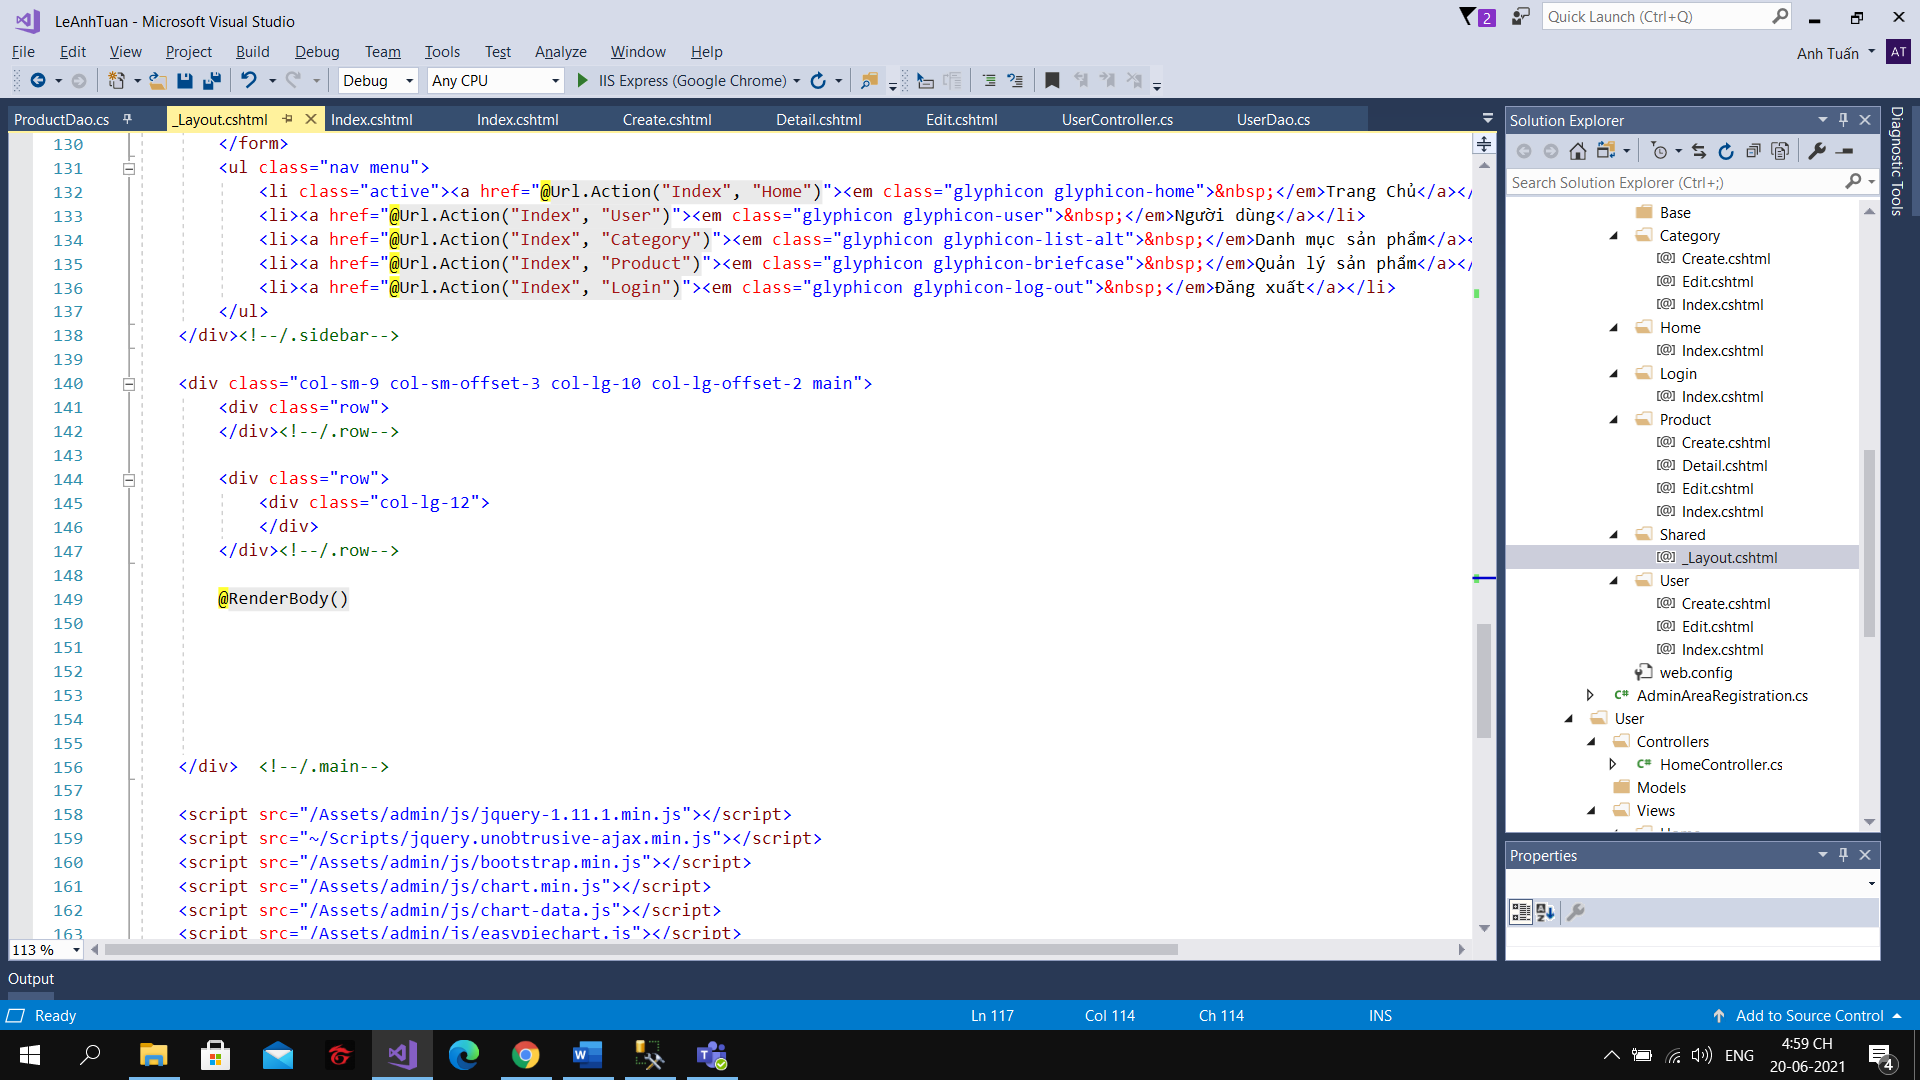 LeAnhTuan - Microsoft Visual Studio
2
Quick Launch (Ctrl+Q)
File Edit View Project Build Debug Team Tools Test Analyze Window Help
Anh Tuấn AT
Debug Any CPU IIS Express (Google Chrome)
ProductDao.cs _Layout.cshtml Index.cshtml Index.cshtml Create.cshtml Detail.cshtml Edit.cshtml UserController.cs UserDao.cs
130 </form>
131 <ul class="nav menu">
132 <li class="active"><a href="@Url.Action("Index", "Home")"><em class="glyphicon glyphicon-home">&nbsp;</em>Trang Chủ</a></
133 <li><a href="@Url.Action("Index", "User")"><em class="glyphicon glyphicon-user">&nbsp;</em>Người dùng</a></li>
134 <li><a href="@Url.Action("Index", "Category")"><em class="glyphicon glyphicon-list-alt">&nbsp;</em>Danh mục sản phẩm</a><
135 <li><a href="@Url.Action("Index", "Product")"><em class="glyphicon glyphicon-briefcase">&nbsp;</em>Quản lý sản phẩm</a></
136 <li><a href="@Url.Action("Index", "Login")"><em class="glyphicon glyphicon-log-out">&nbsp;</em>Đăng xuất</a></li>
137 </ul>
138 </div><!--/.sidebar-->
139
140 <div class="col-sm-9 col-sm-offset-3 col-lg-10 col-lg-offset-2 main">
141 <div class="row">
142 </div><!--/.row-->
143
144 <div class="row">
145 <div class="col-lg-12">
146 </div>
147 </div><!--/.row-->
148
149 @RenderBody()
150
151
152
153
154
155
156 </div> <!--/.main-->
157
158 <script src="/Assets/admin/js/jquery-1.11.1.min.js"></script>
159 <script src="~/Scripts/jquery.unobtrusive-ajax.min.js"></script>
160 <script src="/Assets/admin/js/bootstrap.min.js"></script>
161 <script src="/Assets/admin/js/chart.min.js"></script>
162 <script src="/Assets/admin/js/chart-data.js"></script>
163 <script src="/Assets/admin/js/easypiechart.js"></script>
113 %
Solution Explorer
Search Solution Explorer (Ctrl+;)
Base
Category
Create.cshtml
Edit.cshtml
Index.cshtml
Home
Index.cshtml
Login
Index.cshtml
Product
Create.cshtml
Detail.cshtml
Edit.cshtml
Index.cshtml
Shared
_Layout.cshtml
User
Create.cshtml
Edit.cshtml
Index.cshtml
web.config
AdminAreaRegistration.cs
User
Controllers
HomeController.cs
Models
Views
Home
Properties
Diagnostic Tools
Output
Ready Ln 117 Col 114 Ch 114 INS Add to Source Control
ENG
4:59 CH
20-06-2021
4